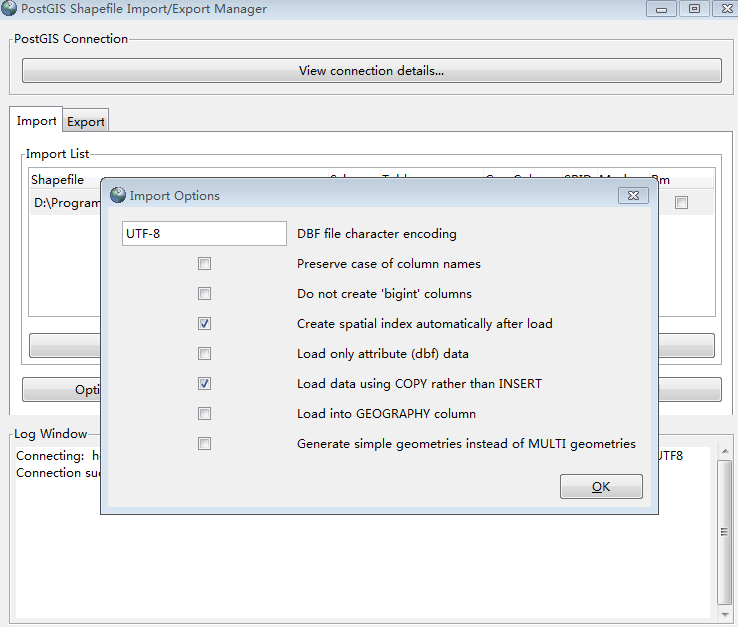 PostGIS Shapefile Import/Export Manager
PostGIS Connection
View connection details...
Import Export
Import List
Shapefile
Rm
D:\Program
Import Options
UTF-8 DBF file character encoding
Preserve case of column names
Do not create 'bigint' columns
Create spatial index automatically after load
Load only attribute (dbf) data
Load data using COPY rather than INSERT
Load into GEOGRAPHY column
Generate simple geometries instead of MULTI geometries
OK
Opti
Log Window
Connecting: h UTF8
Connection su